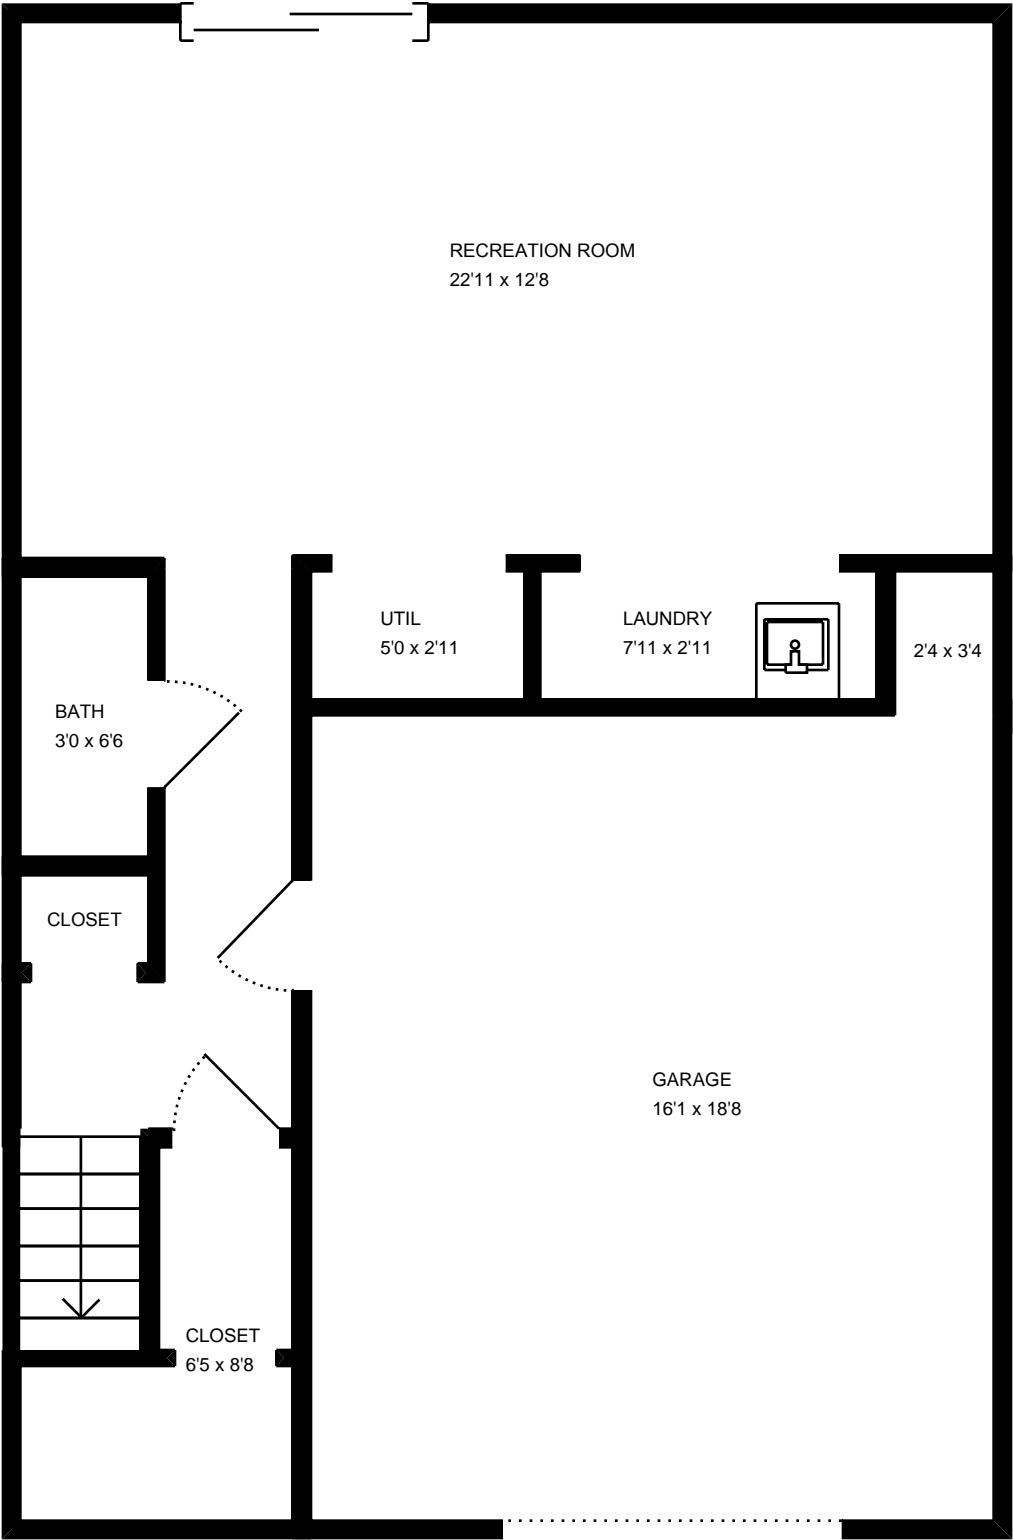 RECREATION ROOM
22'11 x 12'8
UTIL
5'0 x 2'11
LAUNDRY
7'11 x 2'11
2'4 x 3'4
BATH
3'0 x 6'6
CLOSET
GARAGE
16'1 x 18'8
CLOSET
6'5 x 8'8